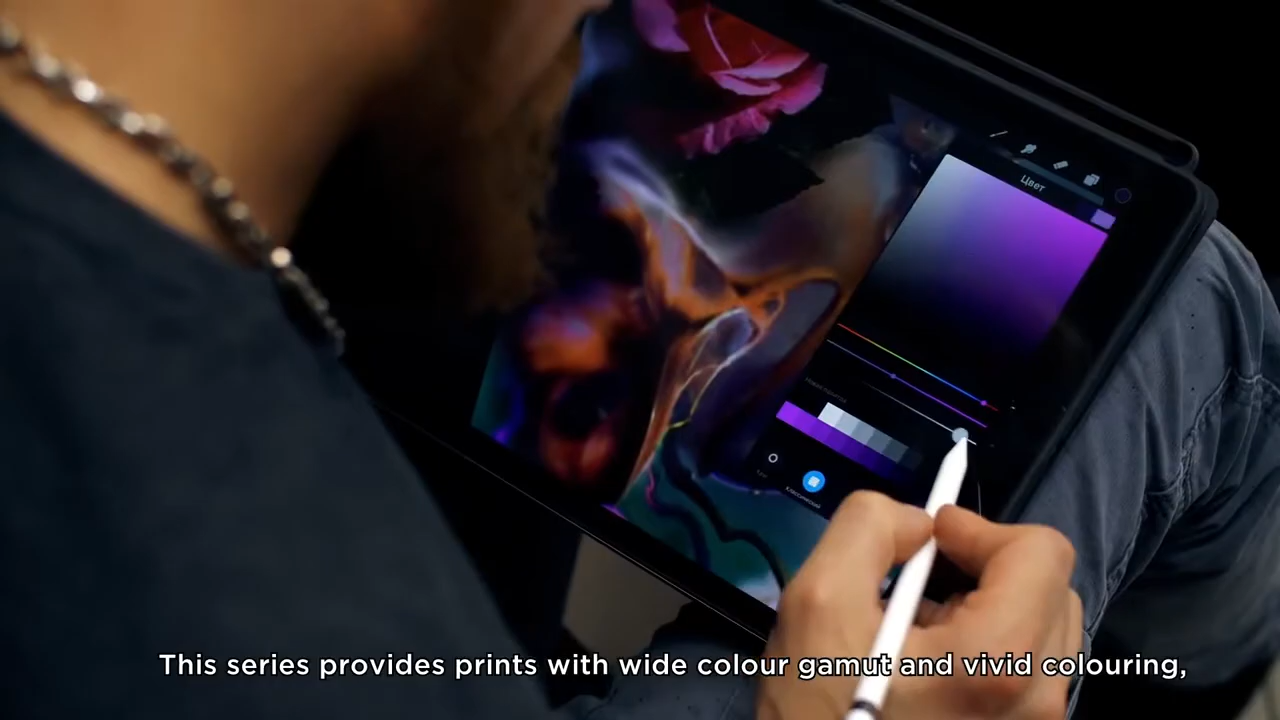 Цвет
This series provides prints with wide colour gamut and vivid colouring,